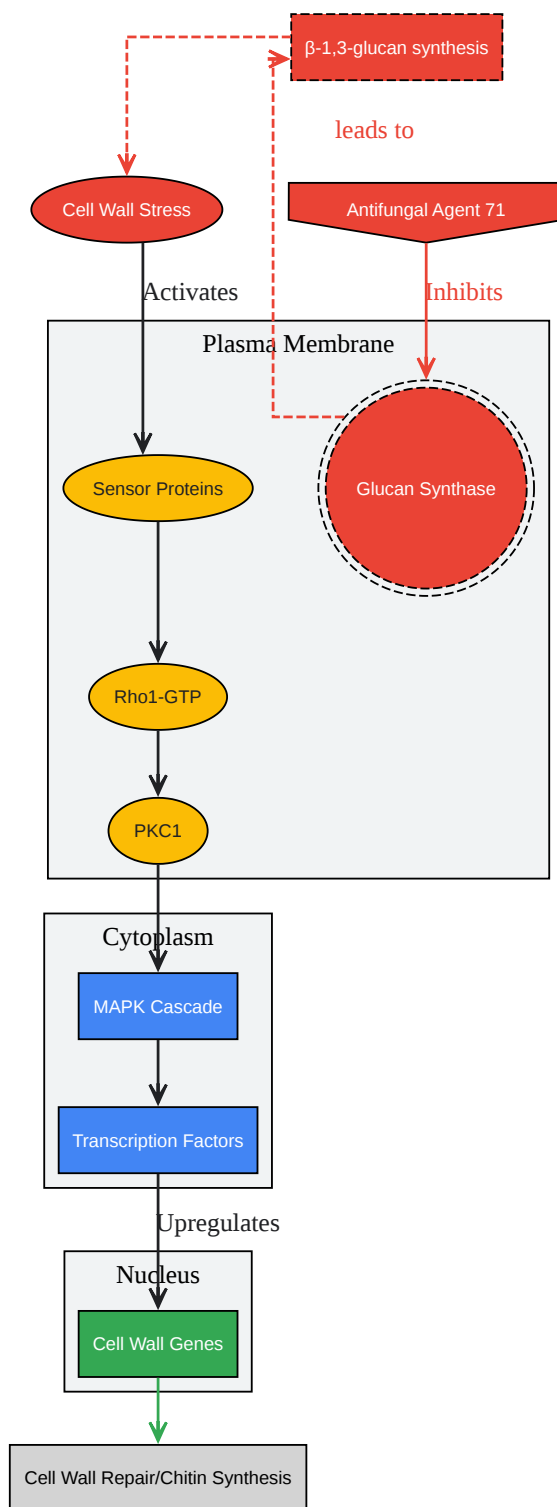 β-1,3-glucan synthesis
leads to
Cell Wall Stress
Antifungal Agent 71
Activates
Inhibits
Plasma Membrane
Sensor Proteins
Glucan Synthase
Rho1-GTP
PKC1
Cytoplasm
MAPK Cascade
Transcription Factors
Upregulates
Nucleus
Cell Wall Genes
Cell Wall Repair/Chitin Synthesis